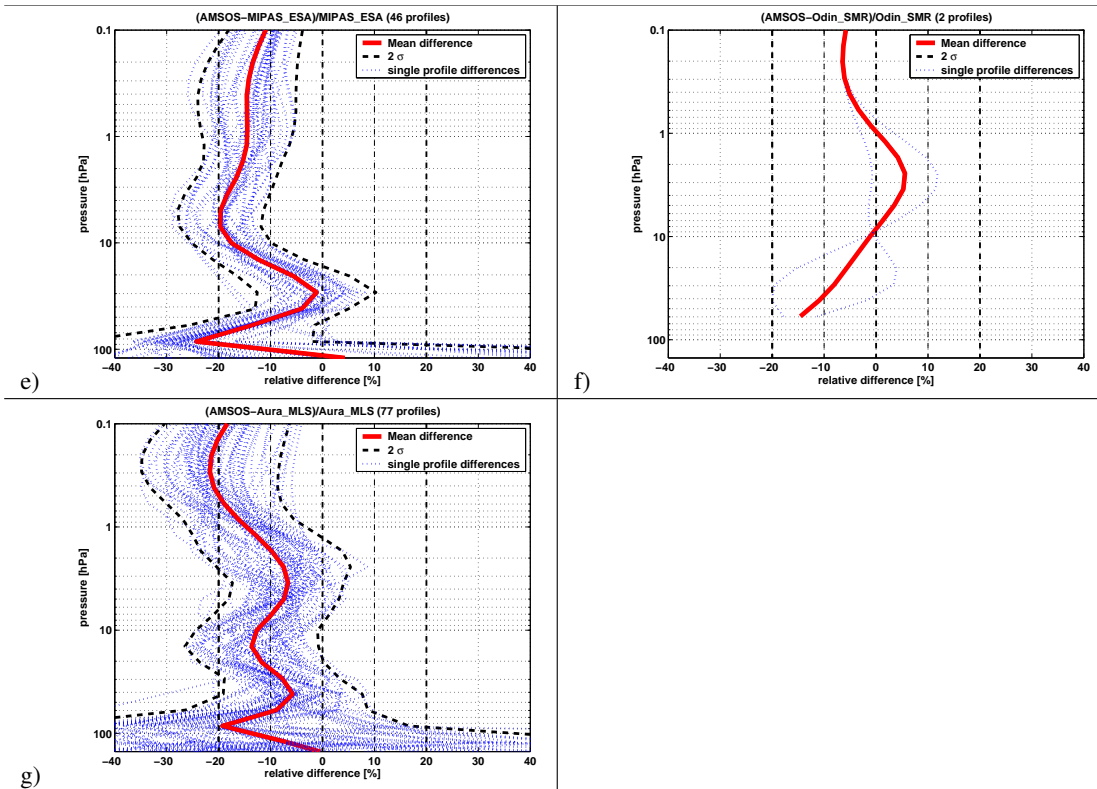 (AMSOS−MIPAS_ESA)/MIPAS_ESA (46 profiles)
0.1
1
10
100
pressure [hPa]
Mean difference
2 σ
single profile differences
−40 −30 −20 −10 0 10 20 30 40
relative difference [%]
e)
(AMSOS−Odin_SMR)/Odin_SMR (2 profiles)
0.1
1
10
100
pressure [hPa]
Mean difference
2 σ
single profile differences
−40 −30 −20 −10 0 10 20 30 40
relative difference [%]
f)
(AMSOS−Aura_MLS)/Aura_MLS (77 profiles)
0.1
1
10
100
pressure [hPa]
Mean difference
2 σ
single profile differences
−40 −30 −20 −10 0 10 20 30 40
relative difference [%]
g)